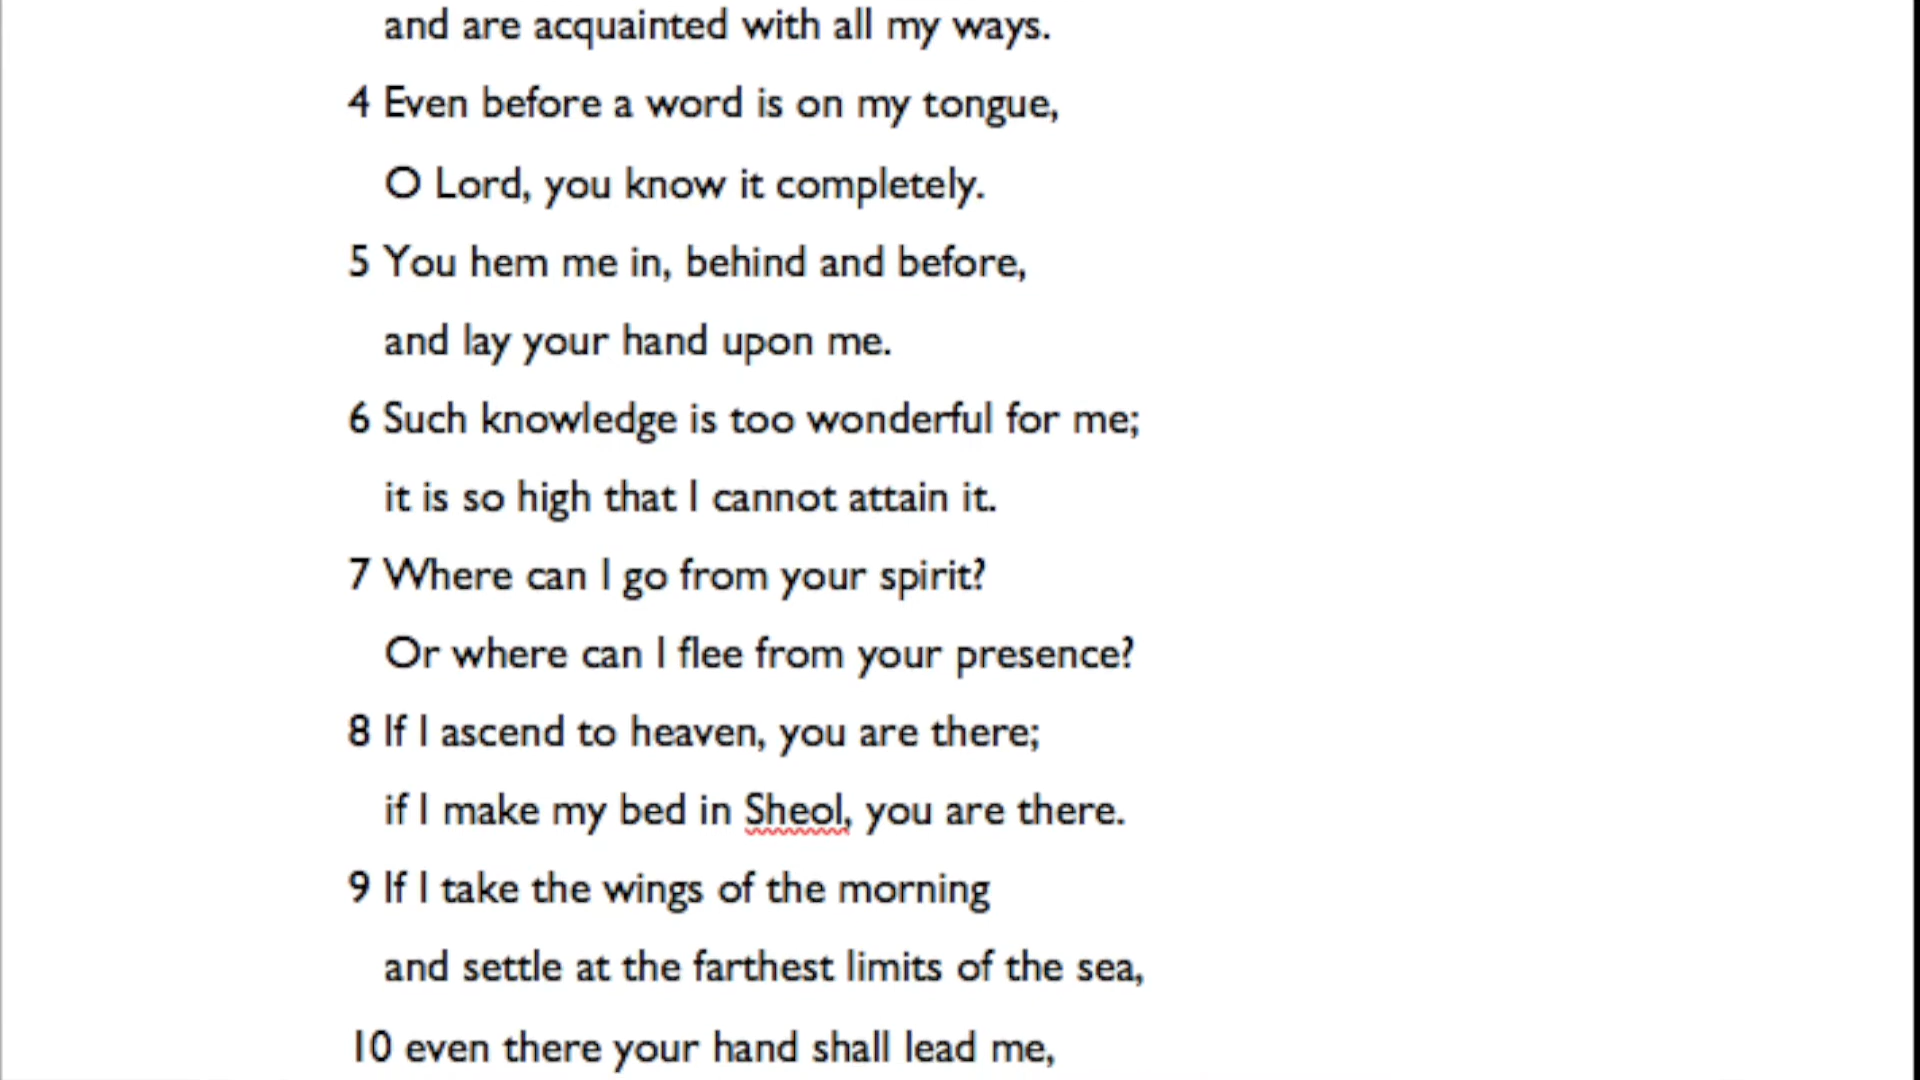 and are acquainted with all my ways.
4 Even before a word is on my tongue,
O Lord, you know it completely.
5 You hem me in, behind and before,
and lay your hand upon me.
6 Such knowledge is too wonderful for me;
it is so high that I cannot attain it.
7 Where can I go from your spirit?
Or where can I flee from your presence?
8 If I ascend to heaven, you are there;
if I make my bed in Sheol, you are there.
9 If I take the wings of the morning
and settle at the farthest limits of the sea,
10 even there your hand shall lead me,